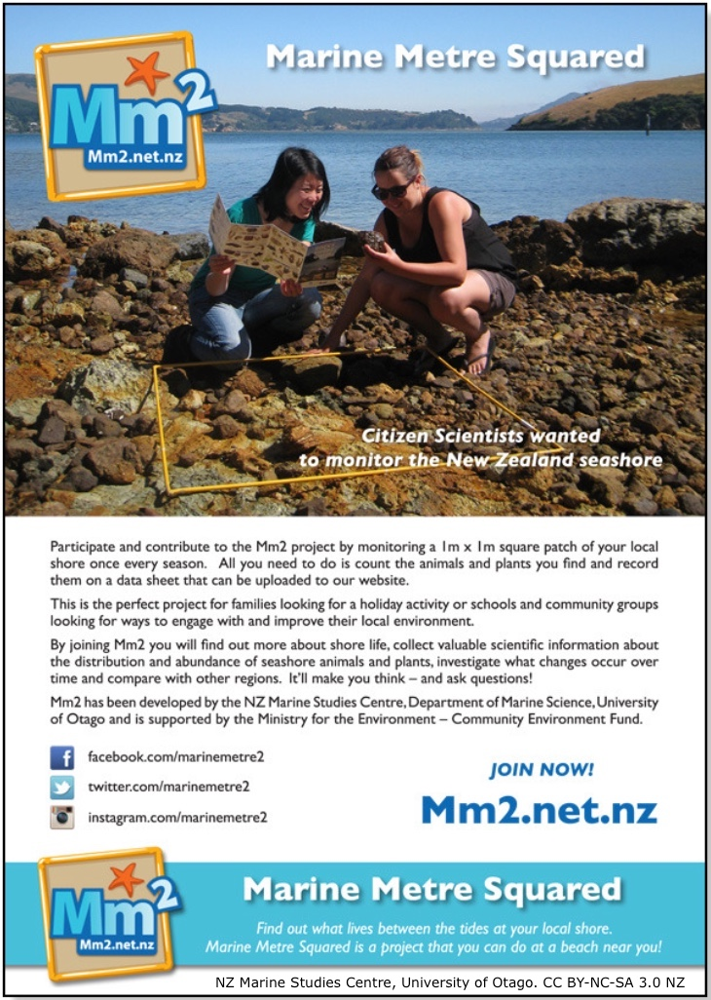 Marine Metre Squared
Mm2
Mm2.net.nz
Citizen Scientists wanted
to monitor the New Zealand seashore
Participate and contribute to the Mm2 project by monitoring a 1m x 1m square patch of your local
shore once every season. All you need to do is count the animals and plants you find and record
them on a data sheet that can be uploaded to our website.
This is the perfect project for families looking for a holiday activity or schools and community groups
looking for ways to engage with and improve their local environment.
By joining Mm2 you will find out more about shore life, collect valuable scientific information about
the distribution and abundance of seashore animals and plants, investigate what changes occur over
time and compare with other regions. It'll make you think – and ask questions!
Mm2 has been developed by the NZ Marine Studies Centre, Department of Marine Science, University
of Otago and is supported by the Ministry for the Environment – Community Environment Fund.
facebook.com/marinemetre2
twitter.com/marinemetre2
instagram.com/marinemetre2
JOIN NOW!
Mm2.net.nz
Mm2
Mm2.net.nz
Marine Metre Squared
Find out what lives between the tides at your local shore.
Marine Metre Squared is a project that you can do at a beach near you!
NZ Marine Studies Centre, University of Otago. CC BY-NC-SA 3.0 NZ